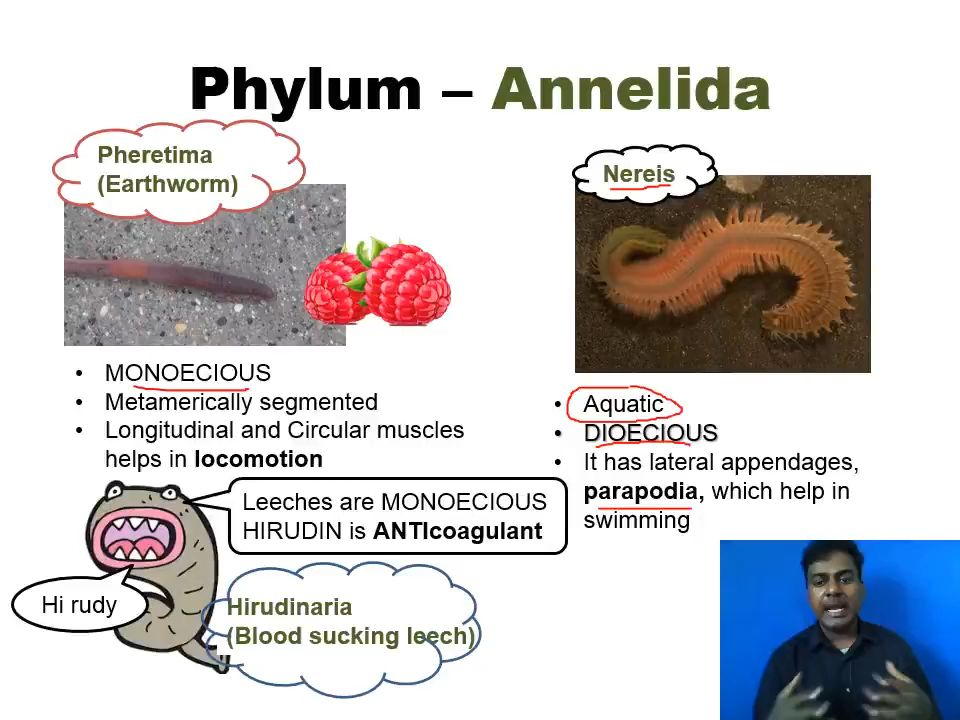 Phylum – Annelida
Pheretima
(Earthworm)
Nereis
• MONOECIOUS
• Metamerically segmented
• Longitudinal and Circular muscles
helps in locomotion
• Aquatic
• DIOECIOUS
• It has lateral appendages,
parapodia, which help in
swimming
Leeches are MONOECIOUS
HIRUDIN is ANTIcoagulant
Hi rudy
Hirudinaria
(Blood sucking leech)